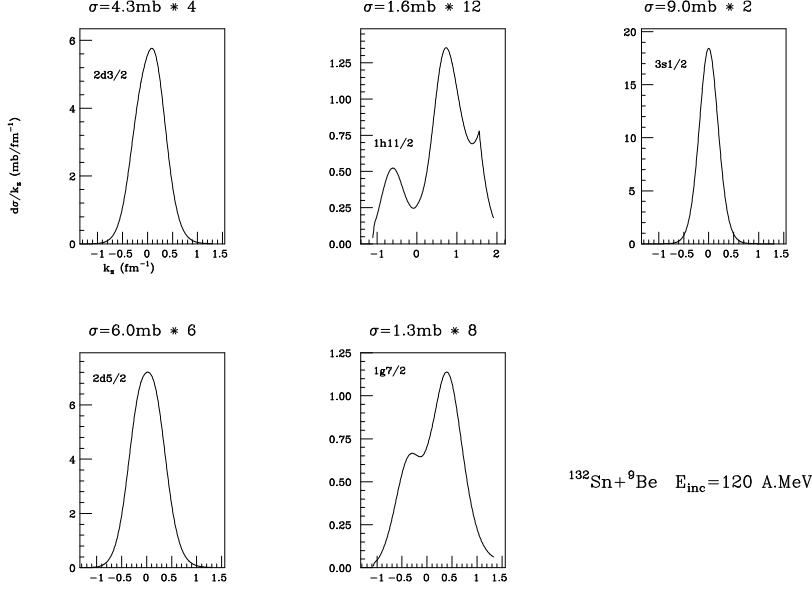 σ=4.3mb * 4
σ=1.6mb * 12
σ=9.0mb * 2
2d3/2
1h11/2
3s1/2
dσ/k_z (mb/fm⁻¹)
6
4
2
0
−1 −0.5 0 0.5 1 1.5
k_z (fm⁻¹)
1.25
1.00
0.75
0.50
0.25
0.00
−1 0 1 2
20
15
10
5
0
−1 −0.5 0 0.5 1 1.5
σ=6.0mb * 6
σ=1.3mb * 8
2d5/2
1g7/2
6
4
2
0
−1 −0.5 0 0.5 1 1.5
1.25
1.00
0.75
0.50
0.25
0.00
−1 −0.5 0 0.5 1 1.5
¹³²Sn+⁹Be E_inc=120 A.MeV